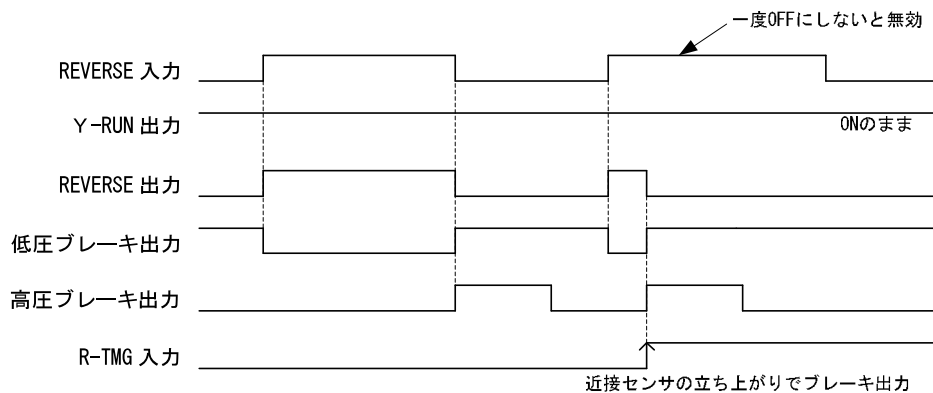 一度OFFにしないと無効
REVERSE 入力
Y-RUN 出力
ONのまま
REVERSE 出力
低圧ブレーキ出力
高圧ブレーキ出力
R-TMG 入力
近接センサの立ち上がりでブレーキ出力